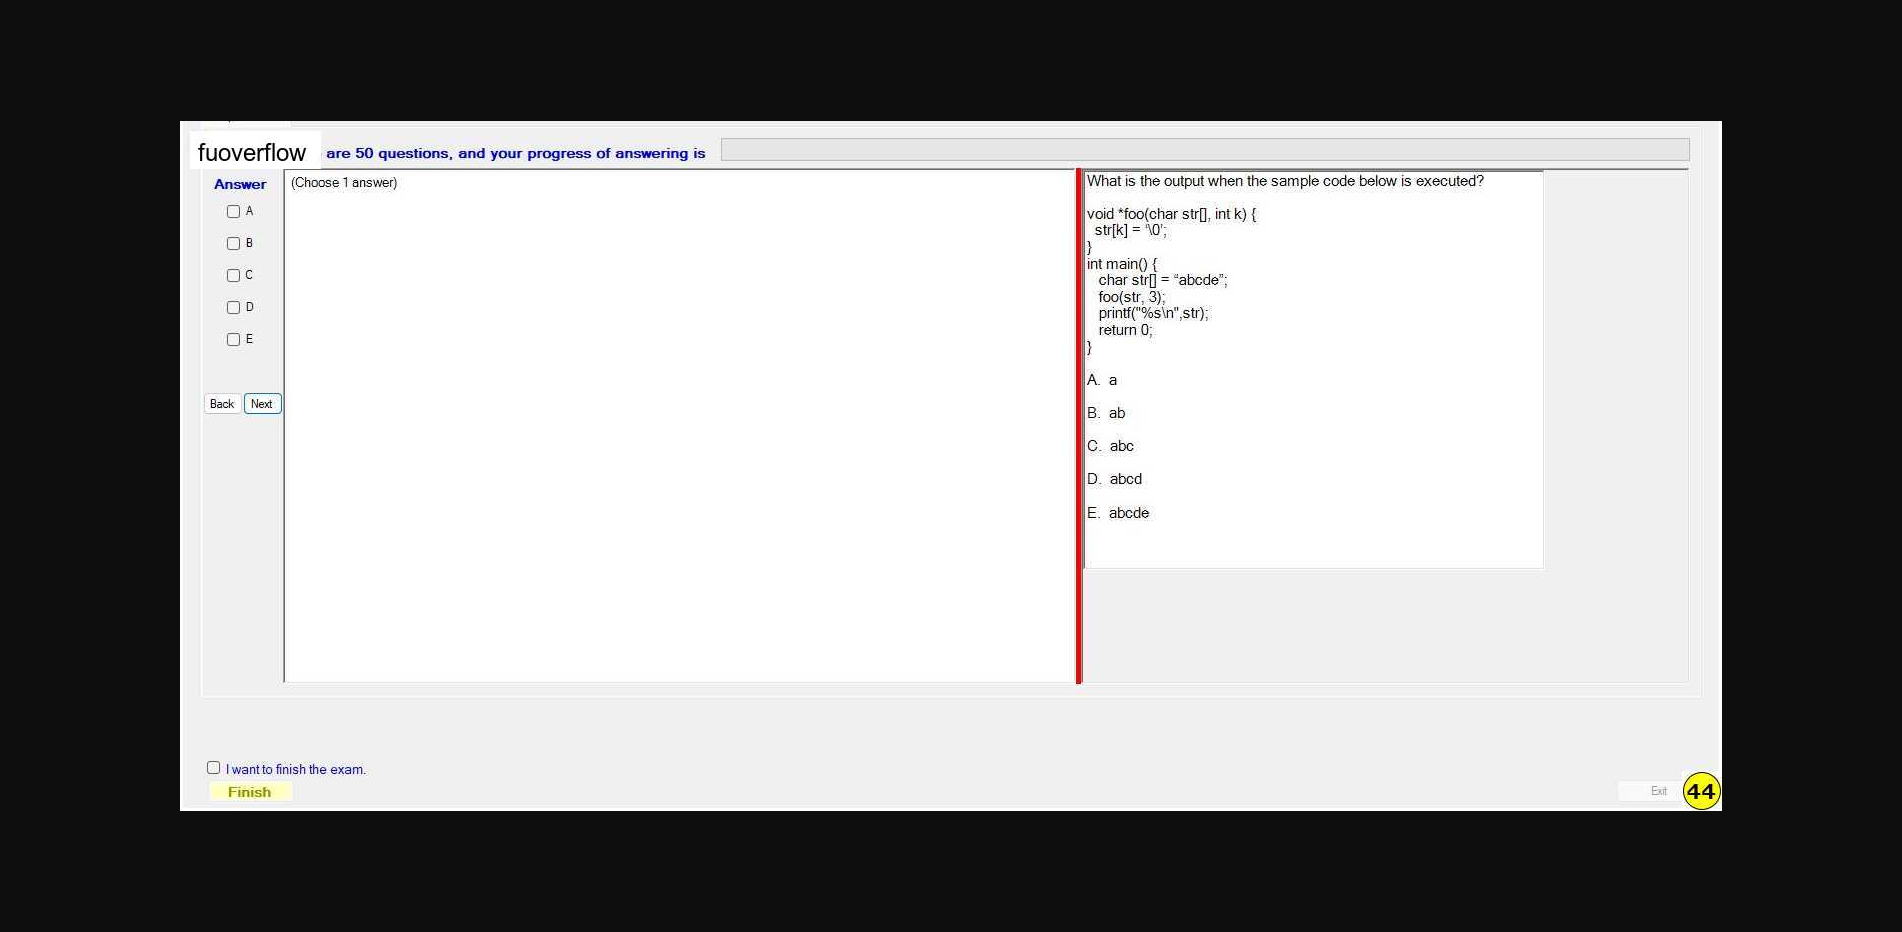 fuoverflow are 50 questions, and your progress of answering is
Answer
(Choose 1 answer)
A
B
C
D
E
Back Next
What is the output when the sample code below is executed?
void *foo(char str[], int k) {
str[k] = '\0';
}
int main() {
char str[] = “abcde”;
foo(str, 3);
printf("%s\n",str);
return 0;
}
A. a
B. ab
C. abc
D. abcd
E. abcde
I want to finish the exam.
Finish
Exit
44